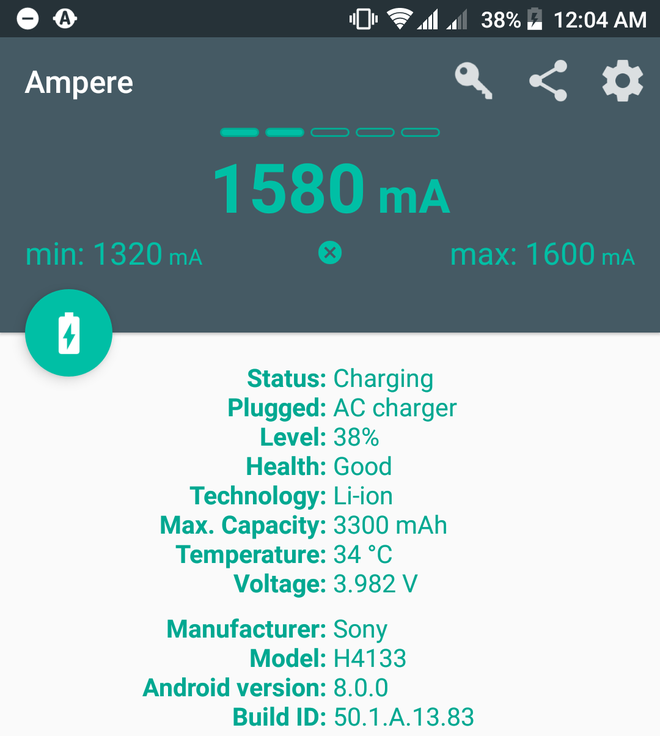 38% 12:04 AM
Ampere
1580 mA
min: 1320 mA max: 1600 mA
Status: Charging
Plugged: AC charger
Level: 38%
Health: Good
Technology: Li-ion
Max. Capacity: 3300 mAh
Temperature: 34 °C
Voltage: 3.982 V
Manufacturer: Sony
Model: H4133
Android version: 8.0.0
Build ID: 50.1.A.13.83